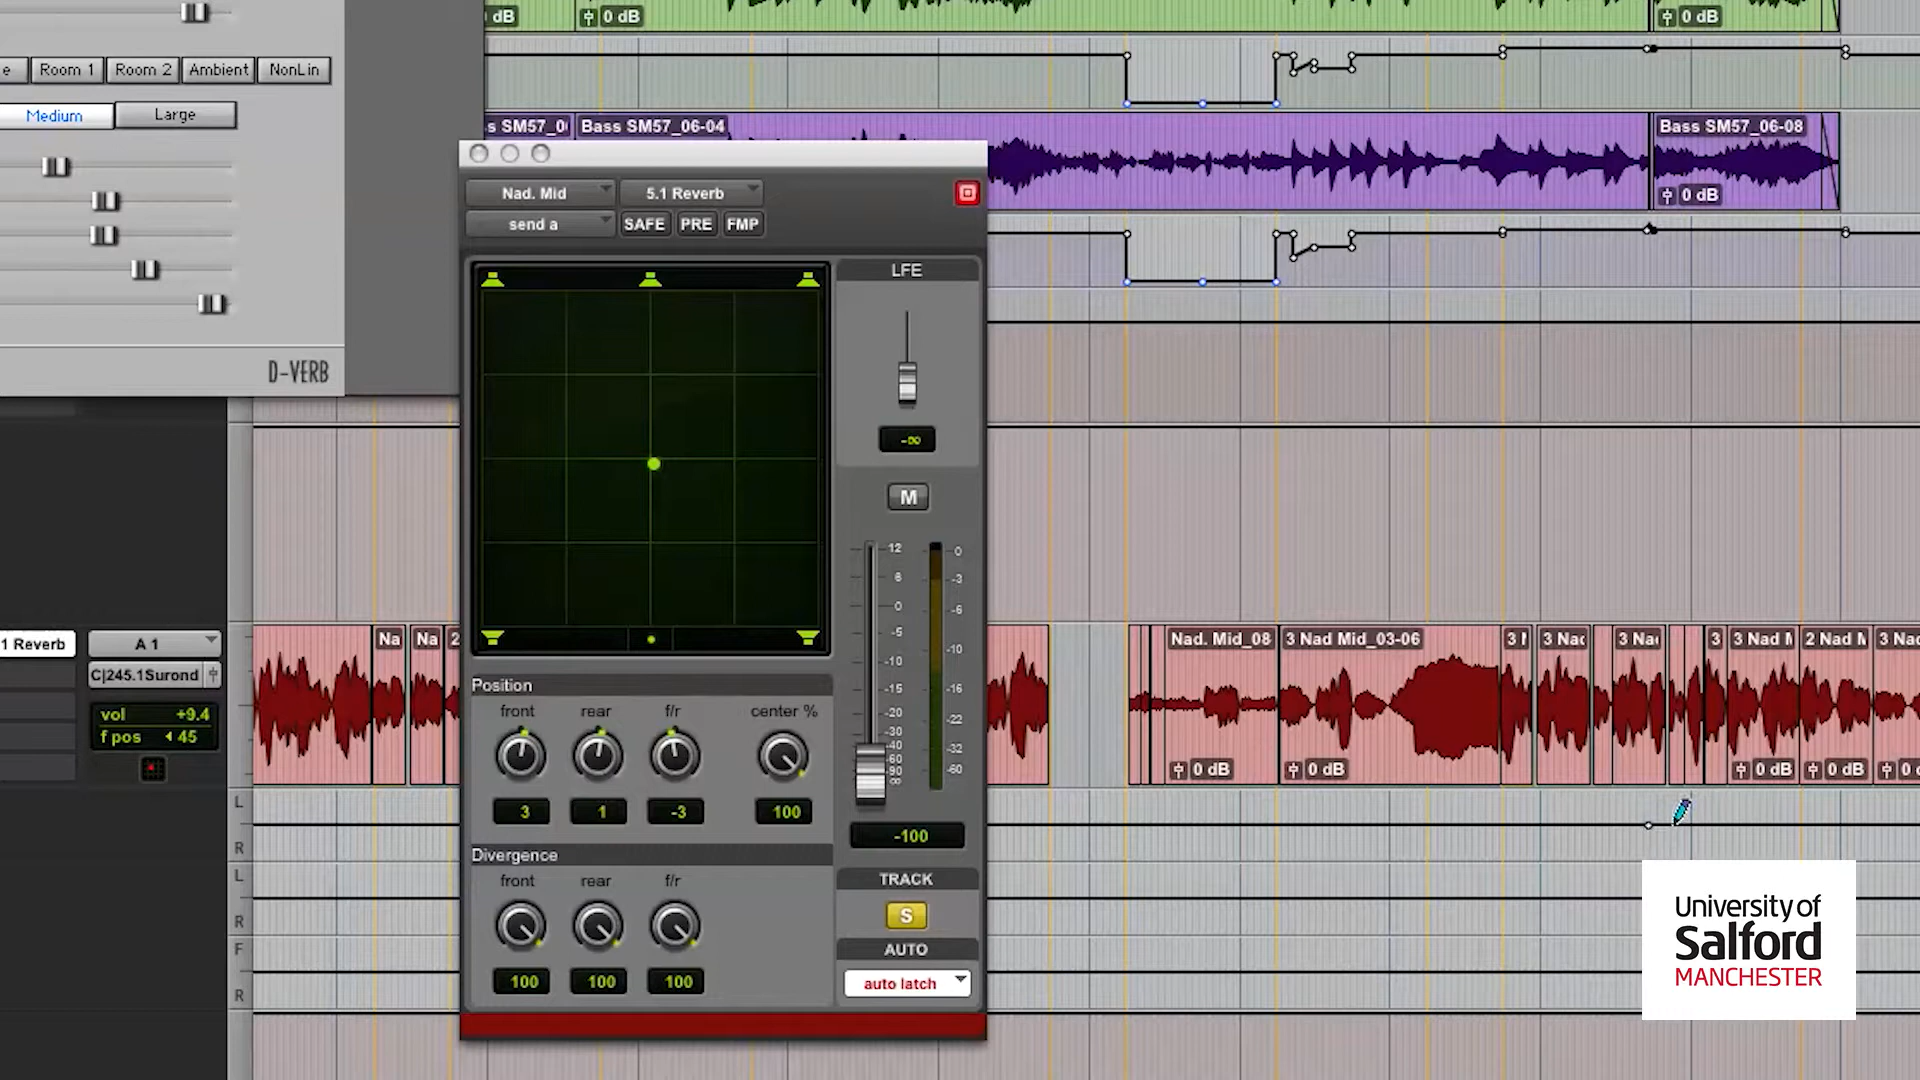 dB
0 dB
0 dB
e
Room 1
Room 2
Ambient
NonLin
Medium
Large
D-VERB
Bass SM57_06-04
Bass SM57_06-08
0 dB
Nad. Mid
5.1 Reverb
send a
SAFE
PRE
FMP
LFE
-∞
M
12
6
0
-5
-10
-15
-20
-30
-40
-60
-90
∞
0
-3
-6
-10
-16
-22
-32
-60
-100
Position
front
rear
f/r
center %
3
1
-3
100
Divergence
front
rear
f/r
100
100
100
TRACK
S
AUTO
auto latch
1 Reverb
A 1
C|245.1Surond
vol +9.4
f pos ◂ 45
Na
Na
2
Nad. Mid_08
3 Nad Mid_03-06
3 Nad
3 Nad
3
3 Nad M
2 Nad M
3 Nad
0 dB
0 dB
0 dB
0 dB
L
R
L
R
F
R
University of
Salford
MANCHESTER